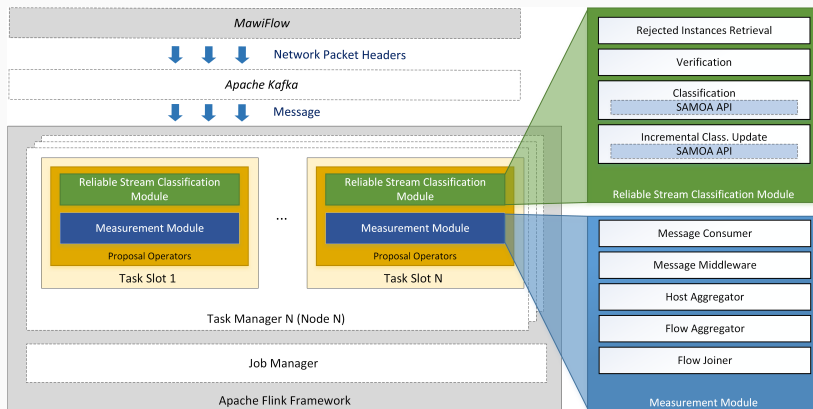 MawiFlow
Network Packet Headers
Apache Kafka
Message
Reliable Stream Classification
Module
Measurement Module
Proposal Operators
Task Slot 1
...
Reliable Stream Classification
Module
Measurement Module
Proposal Operators
Task Slot N
Task Manager N (Node N)
Job Manager
Apache Flink Framework
Rejected Instances Retrieval
Verification
Classification
SAMOA API
Incremental Class. Update
SAMOA API
Reliable Stream Classification Module
Message Consumer
Message Middleware
Host Aggregator
Flow Aggregator
Flow Joiner
Measurement Module